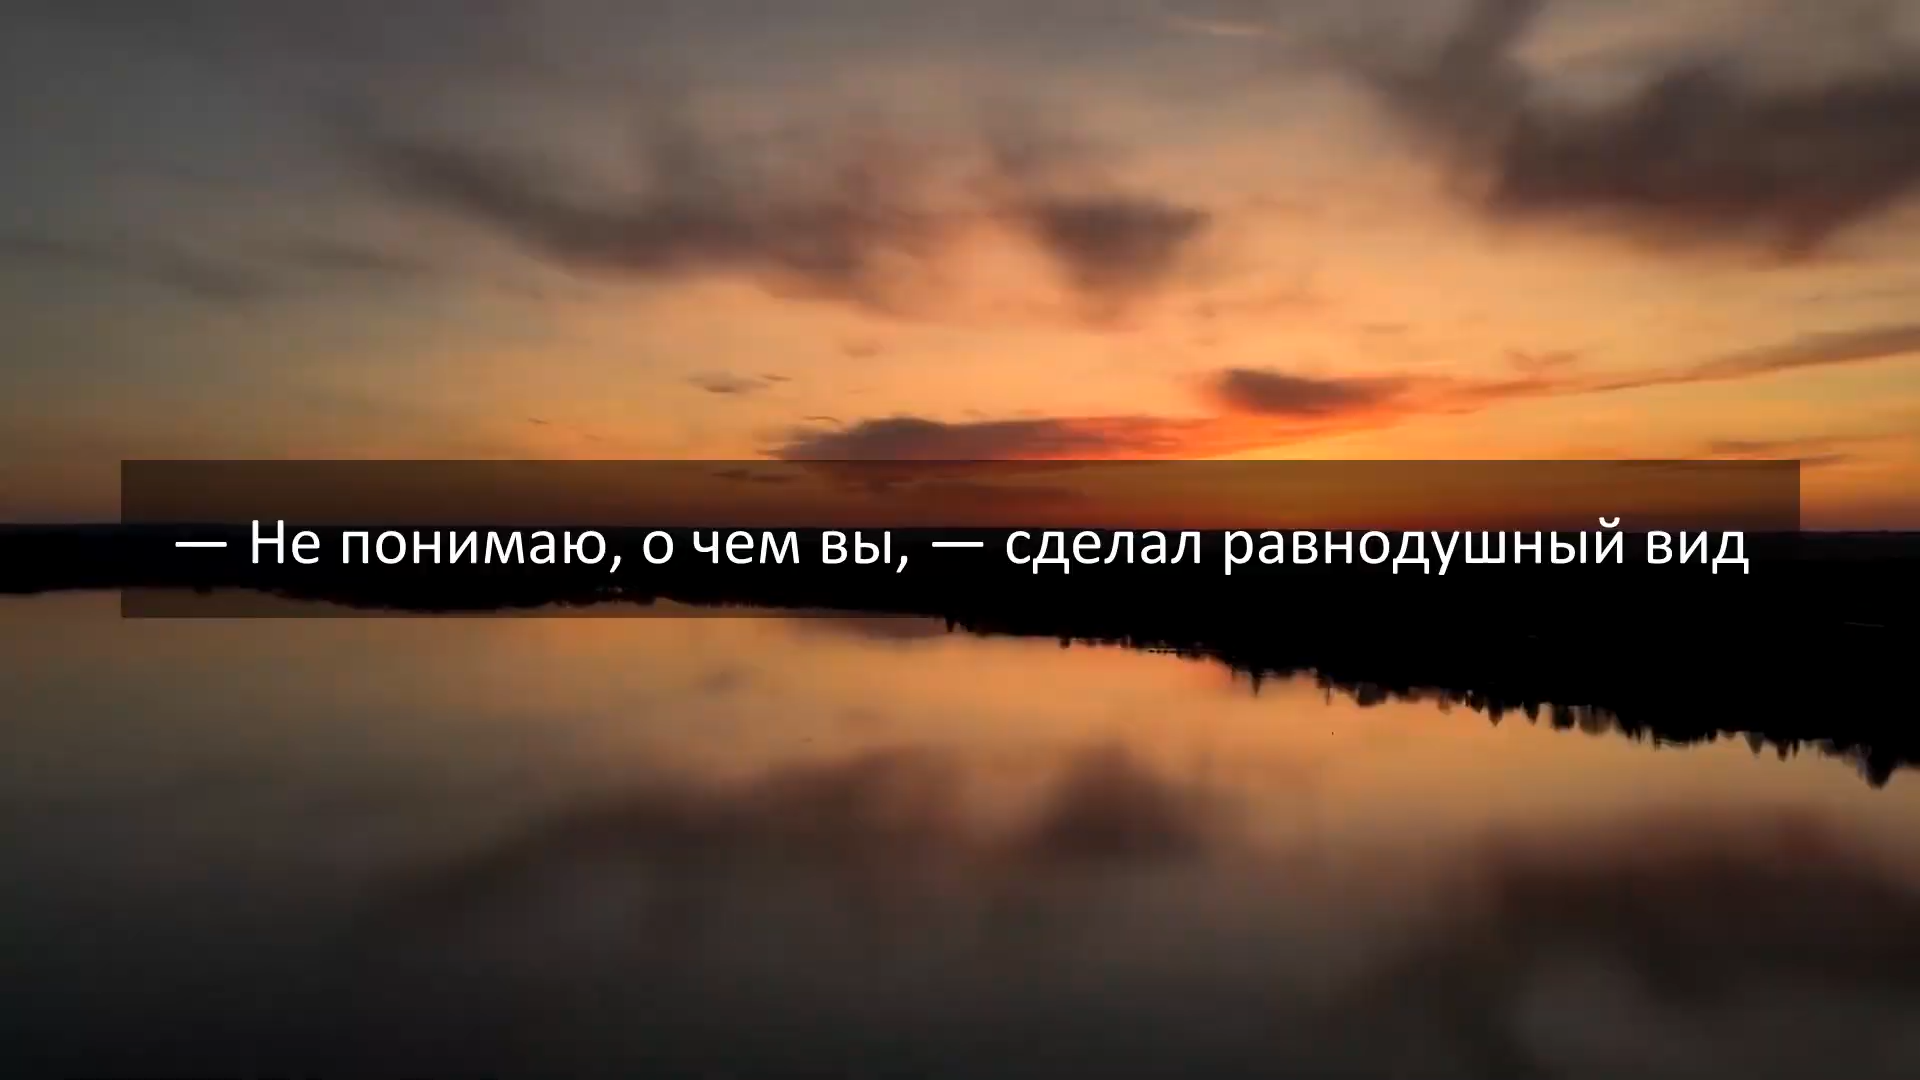 — Не понимаю, о чем вы, — сделал равнодушный вид